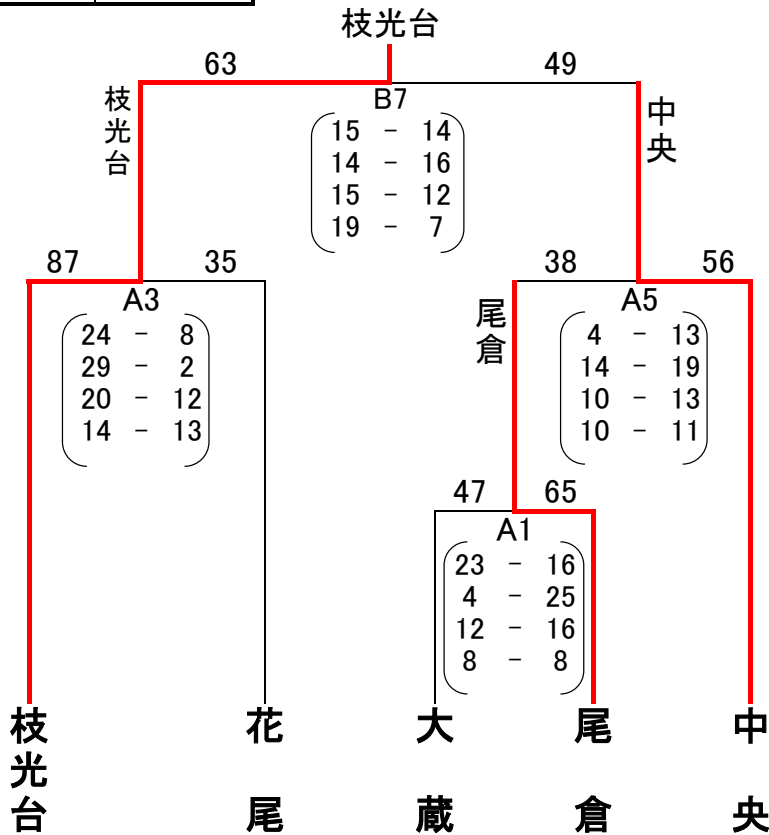 枝光台
63 49
枝光台
B7
中央
15 - 14
14 - 16
15 - 12
19 - 7
87 35
38 56
A3
尾倉
A5
24 - 8
29 - 2
20 - 12
14 - 13
4 - 13
14 - 19
10 - 13
10 - 11
47 65
A1
23 - 16
4 - 25
12 - 16
8 - 8
枝光台
花尾
大蔵
尾倉
中央